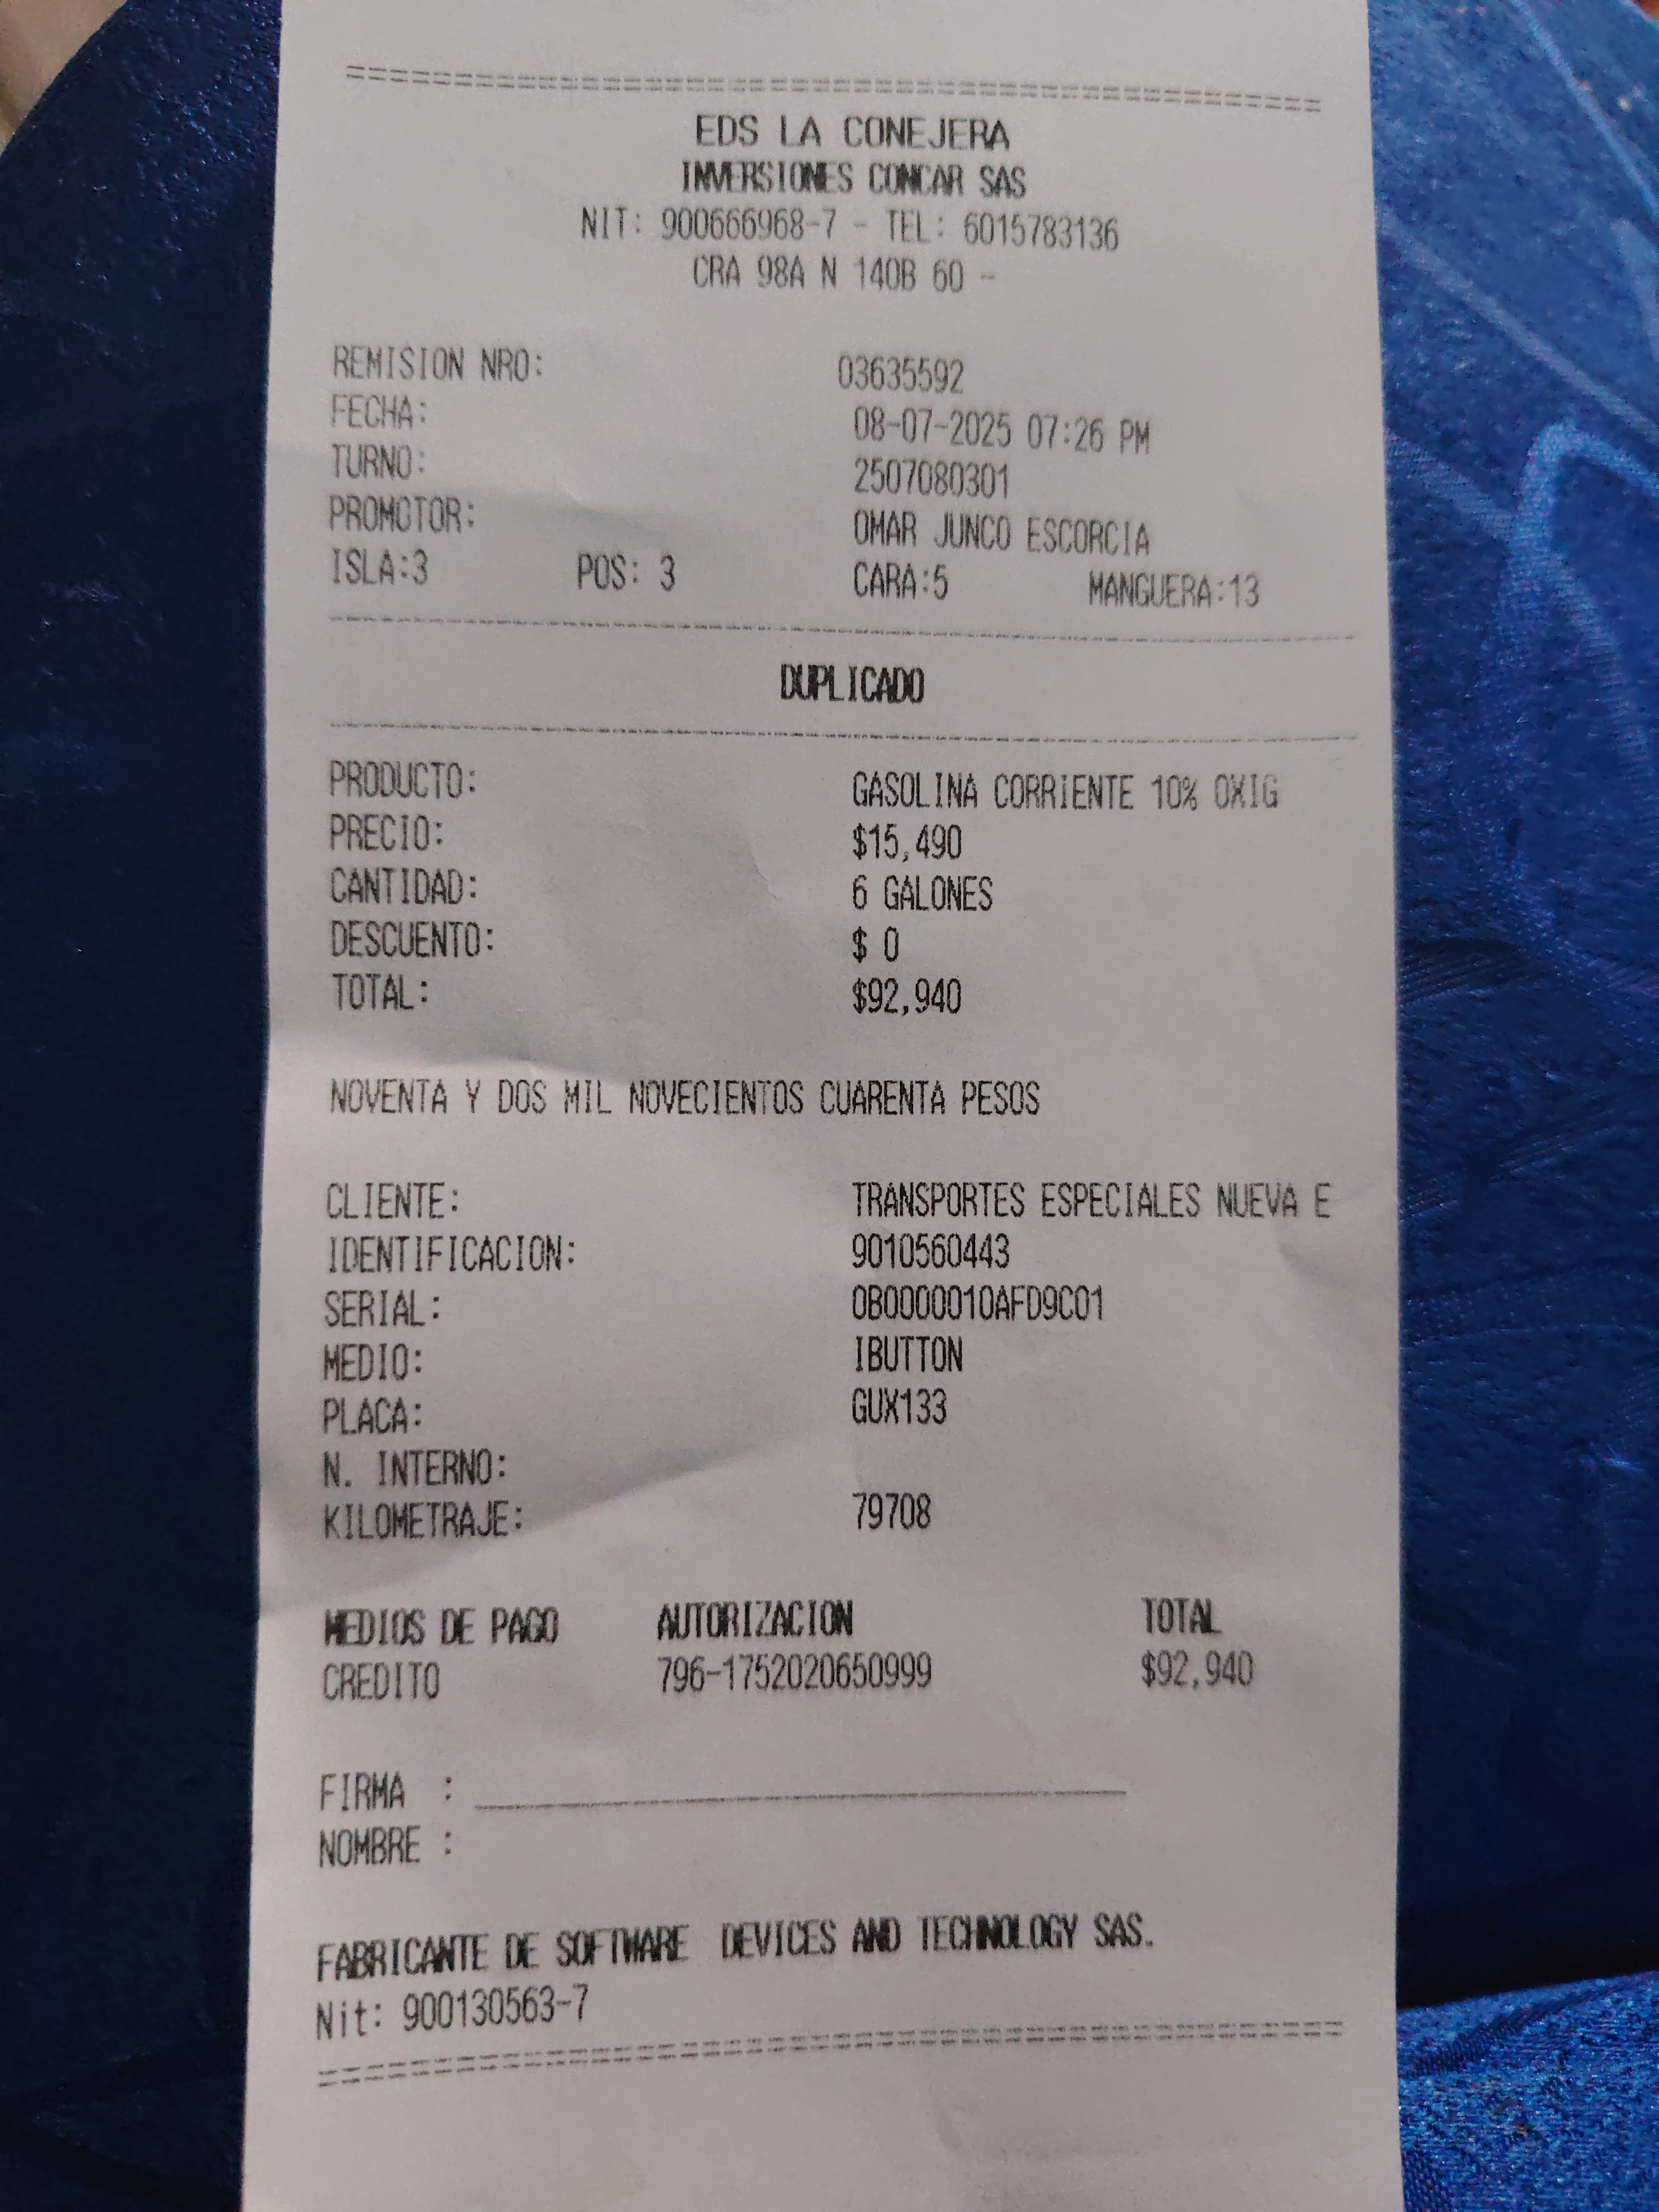 ================================
EDS LA CONEJERA
INVERSIONES CONCAR SAS
NIT: 900666968-7 - TEL: 6015783136
CRA 98A N 140B 60 -
REMISION NRO: 03635592
FECHA: 08-07-2025 07:26 PM
TURNO: 2507080301
PROMOTOR: OMAR JUNCO ESCORCIA
ISLA:3 POS: 3 CARA:5 MANGUERA:13
DUPLICADO
PRODUCTO: GASOLINA CORRIENTE 10% OXIG
PRECIO: $15,490
CANTIDAD: 6 GALONES
DESCUENTO: $ 0
TOTAL: $92,940
NOVENTA Y DOS MIL NOVECIENTOS CUARENTA PESOS
CLIENTE: TRANSPORTES ESPECIALES NUEVA E
IDENTIFICACION: 9010560443
SERIAL: 0B0000010AFD9C01
MEDIO: IBUTTON
PLACA: GUX133
N. INTERNO:
KILOMETRAJE: 79708
MEDIOS DE PAGO AUTORIZACION TOTAL
CREDITO 796-1752020650999 $92,940
FIRMA : ______________________
NOMBRE :
FABRICANTE DE SOFTWARE DEVICES AND TECHNOLOGY SAS.
Nit: 900130563-7
================================